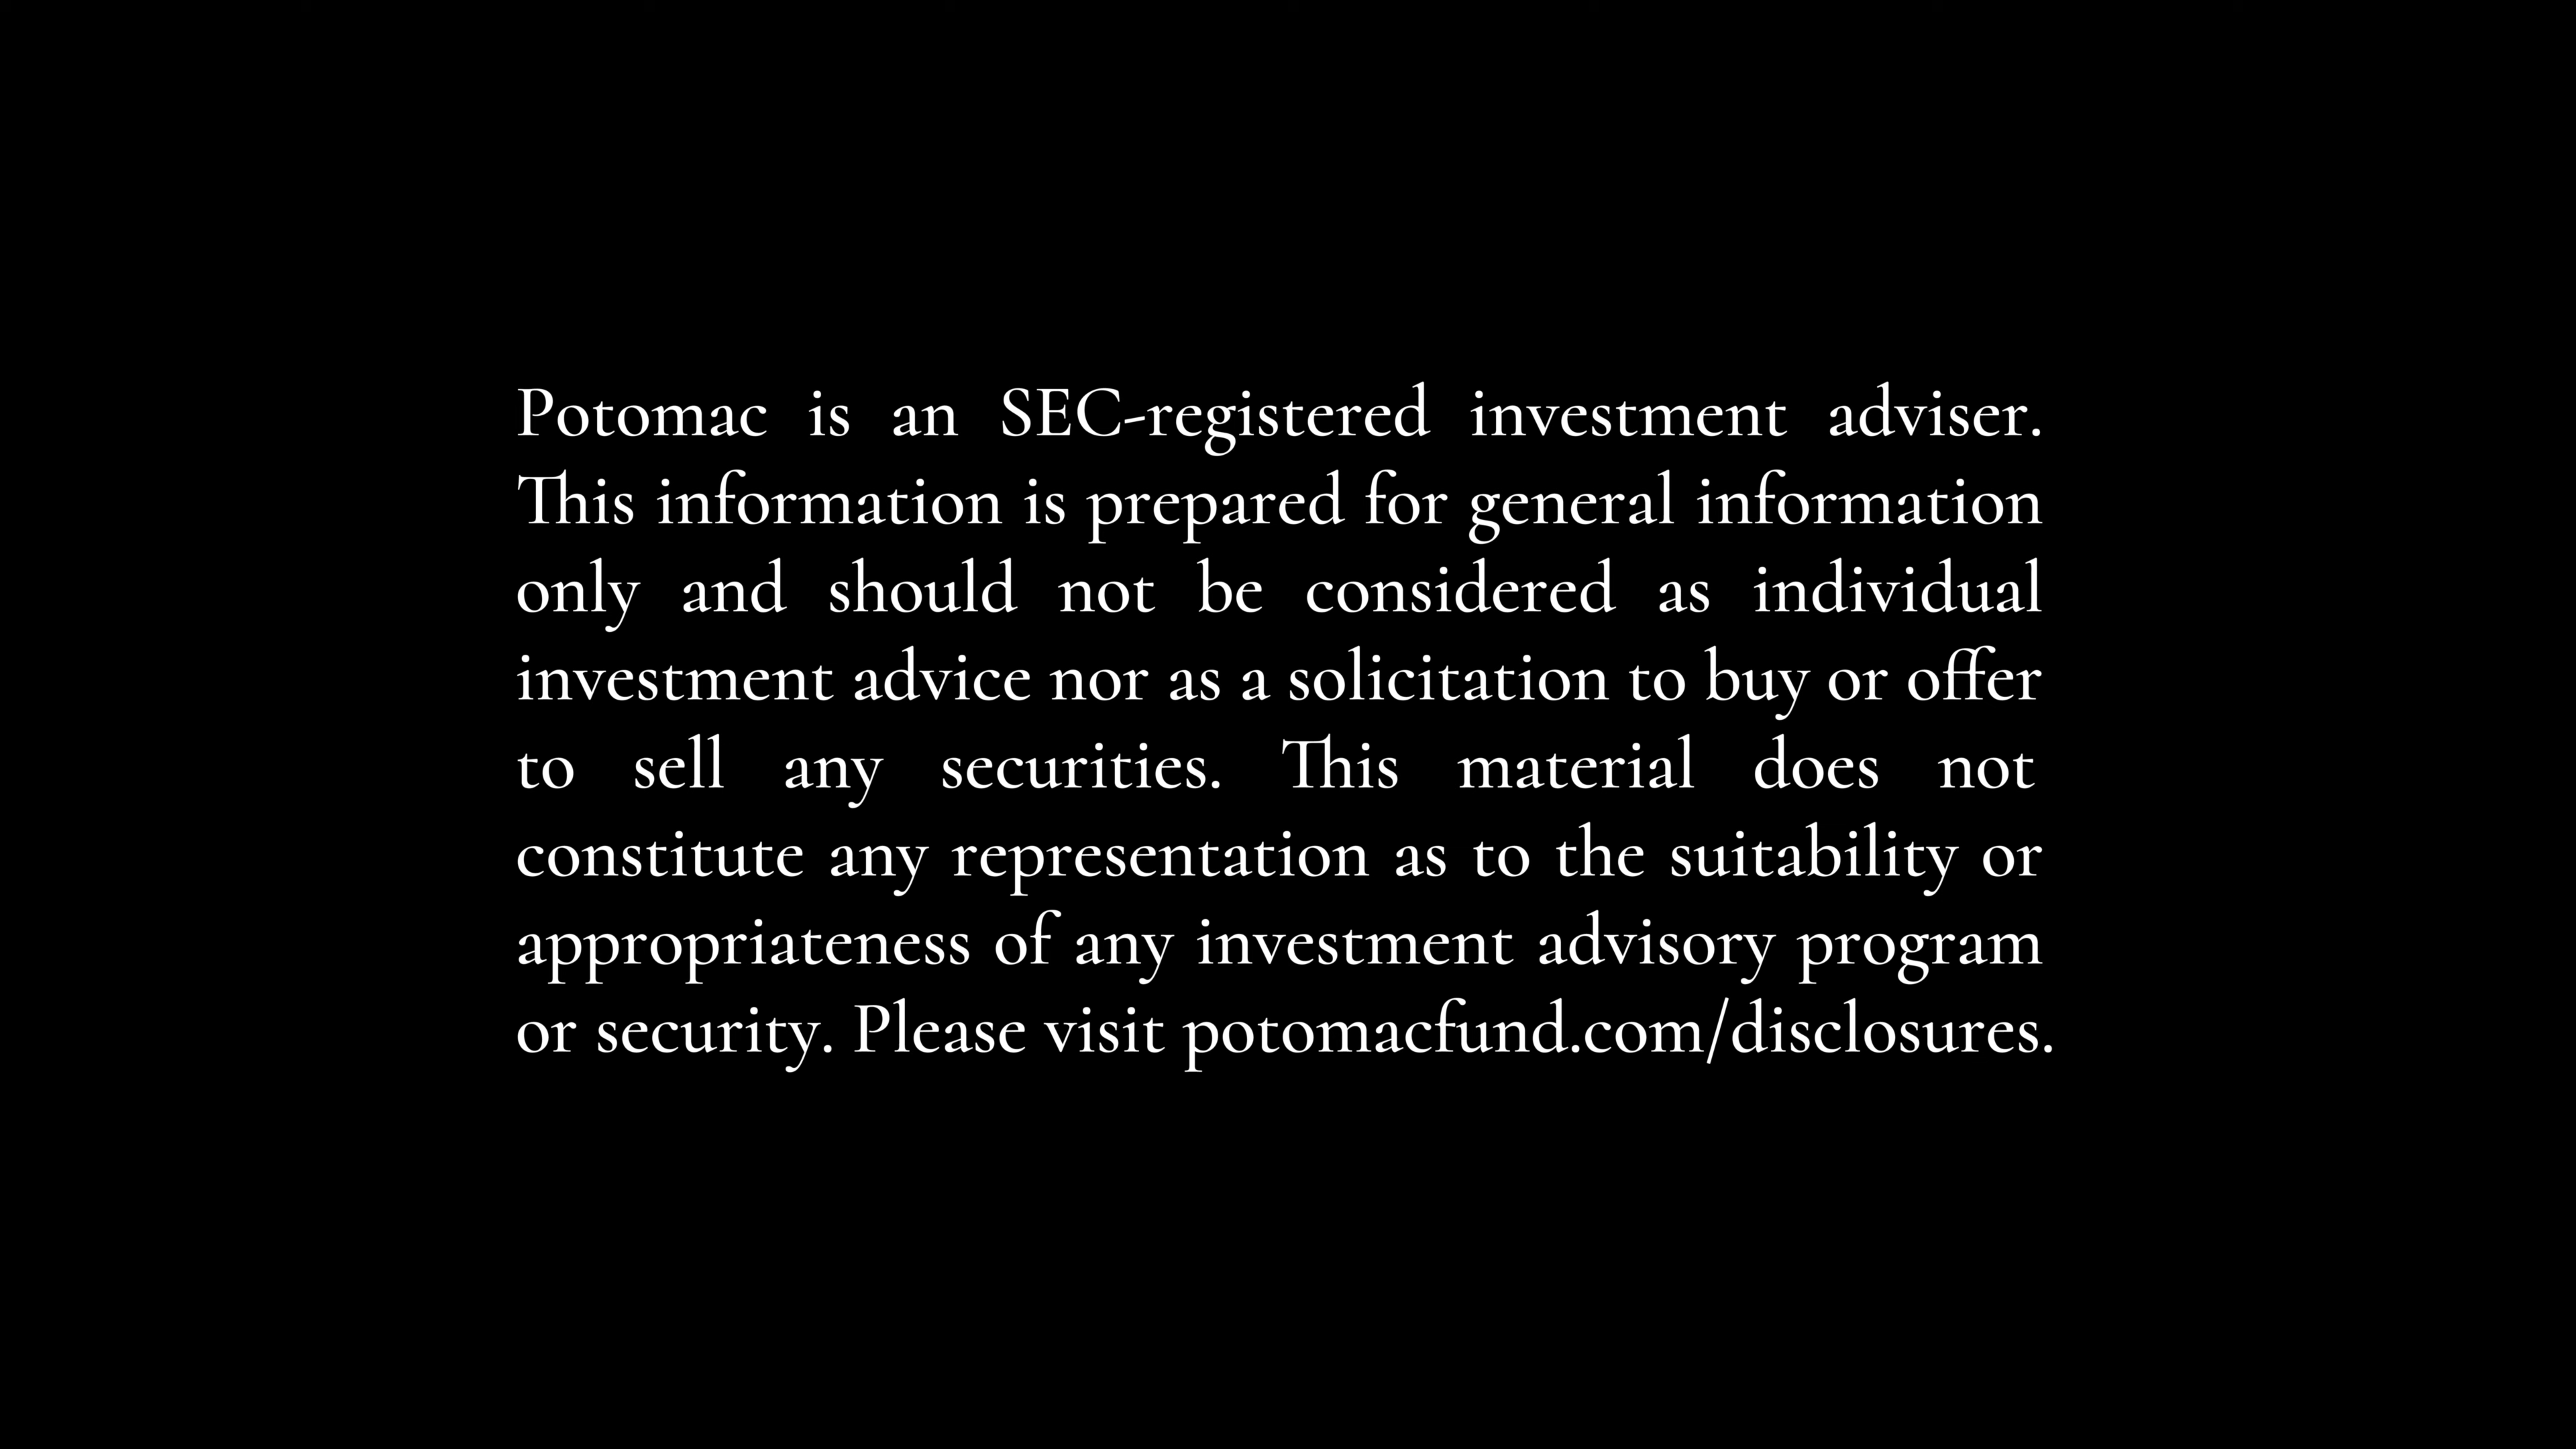 Potomac is an SEC-registered investment adviser.
This information is prepared for general information
only and should not be considered as individual
investment advice nor as a solicitation to buy or offer
to sell any securities. This material does not
constitute any representation as to the suitability or
appropriateness of any investment advisory program
or security. Please visit potomacfund.com/disclosures.